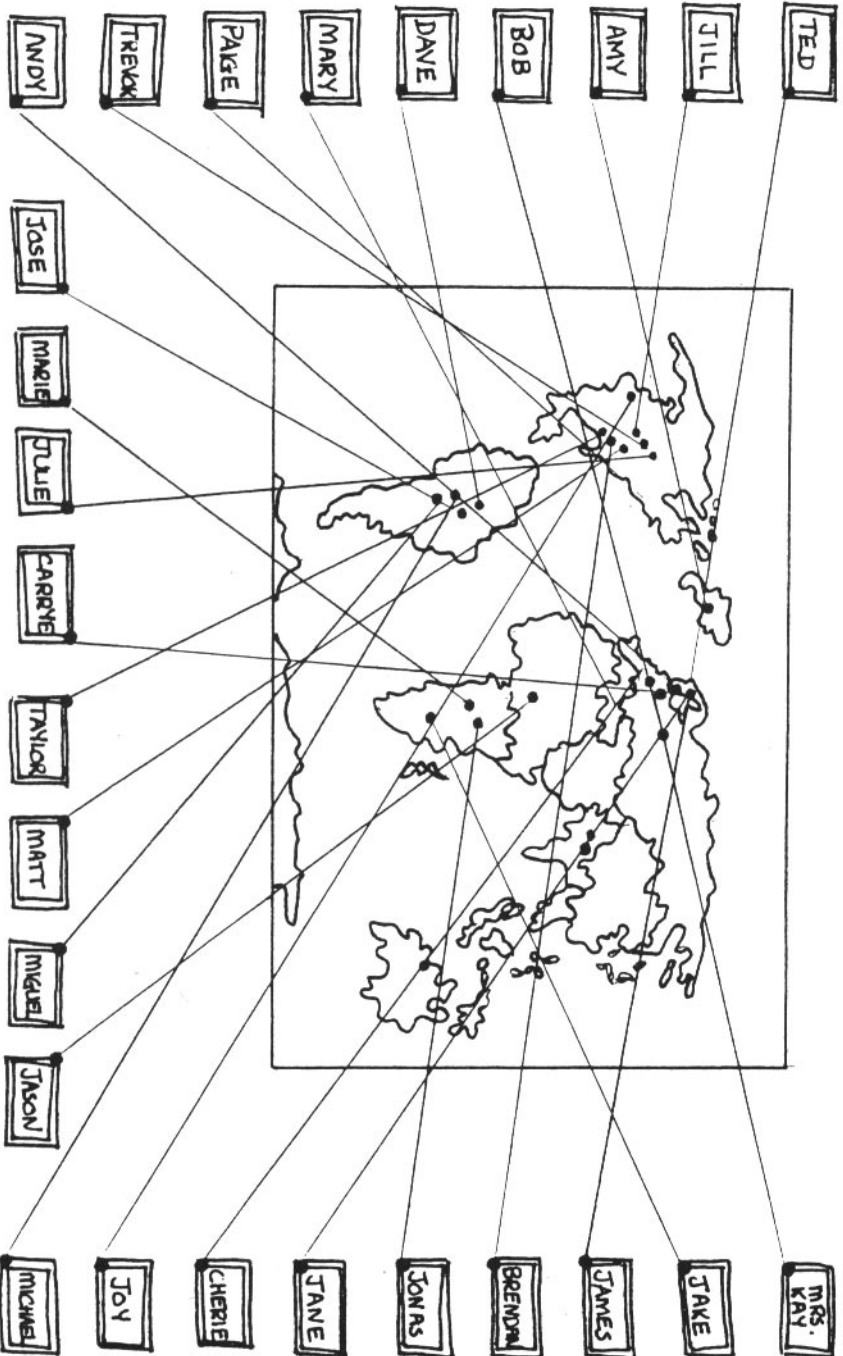 TED
JILL
AMY
BOB
DAVE
MARY
PAIGE
TREVOR
ANDY
JOSE
MARIE
JULIE
CARRYE
TAYLOR
MATT
MIGUEL
JASON
MRS.
KAY
JAKE
JAMES
BRENDAN
JONAS
JANE
CHERIE
JOY
MICHAEL